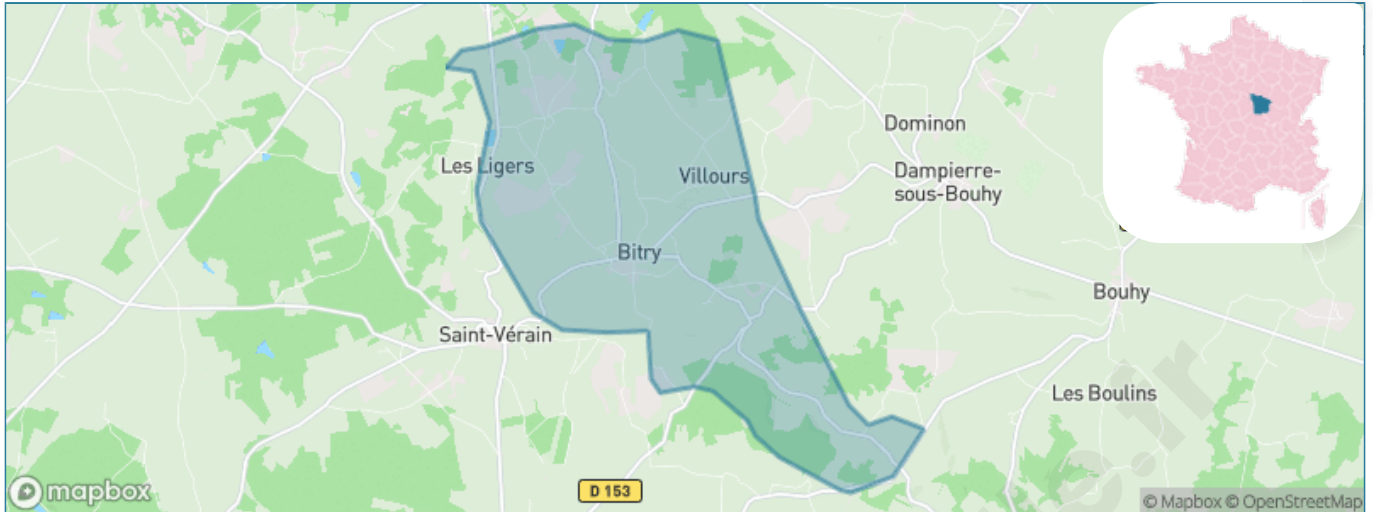 Dominon
Les Ligers
Villours
Dampierre-
sous-Bouhy
Bitry
Bouhy
Saint-Vérain
Les Boulins
D 153
mapbox
© Mapbox © OpenStreetMap